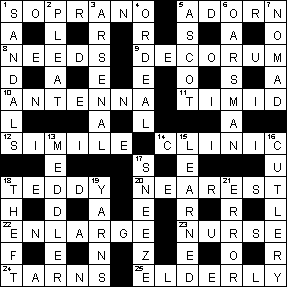 1 S O 2 P R 3 A N 4 O 5 A D 6 O R 7 N
A L R R S A O
8 N E E D S 9 D E C O R U M
D A E E O S A
10 A N T E N N A 11 T I M I D
L A L A
12 S I 13 M I L E 14 C 15 L I N I 16 C
E 17 S E U
18 T E D D 19 Y 20 N E A R 21 E S T
H D A E R R L
22 E N L A R G E 23 N U R S E
F E N Z E O R
24 T A R N S 25 E L D E R L Y